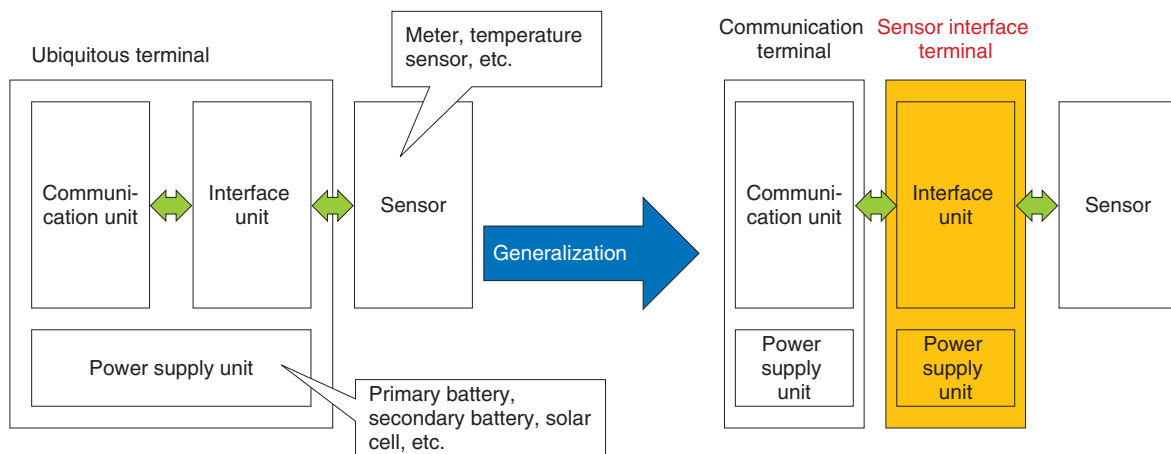 Ubiquitous terminal
Communi-
cation unit
Interface
unit
Power supply unit
Meter, temperature
sensor, etc.
Sensor
Primary battery,
secondary battery, solar
cell, etc.
Generalization
Communication
terminal
Communi-
cation unit
Power
supply
unit
Sensor interface
terminal
Interface
unit
Power
supply
unit
Sensor